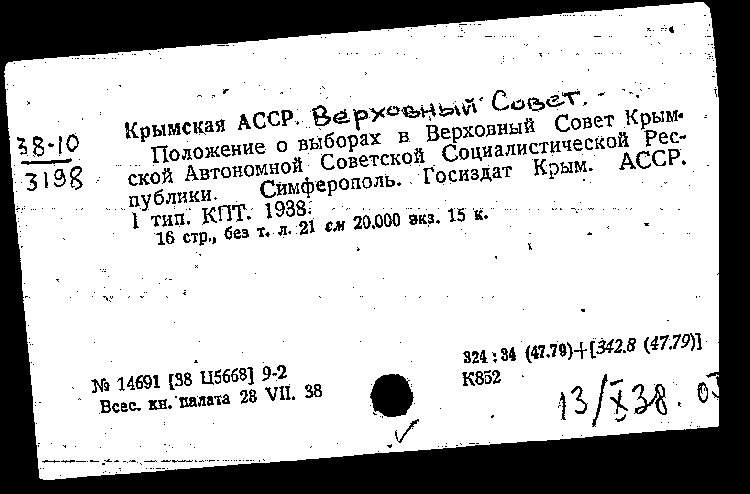 38-10
3198
Крымская АССР. Верховный Совет.
Положение о выборах в Верховный Совет Крым-
ской Автономной Советской Социалистической Рес-
публики. Симферополь. Госиздат Крым. АССР.
1 тип. КПТ. 1938.
16 стр., без т. л. 21 см 20.000 экз. 15 к.
№ 14691 [38 Ц5668] 9-2
Всес. кн. палата 28 VII. 38
324 : 34 (47.79)+[342.8 (47.79)]
К852
13/X 38.